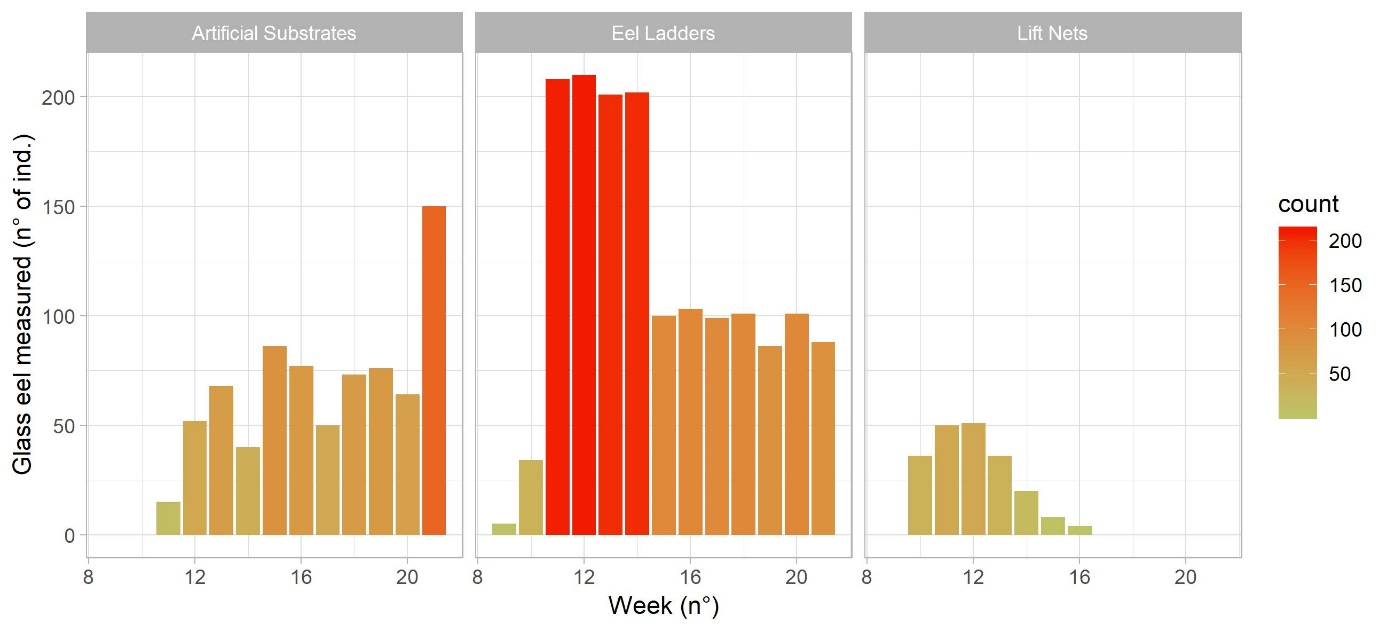 Artificial Substrates
Eel Ladders
Lift Nets
Glass eel measured (n° of ind.)
200
150
100
50
0
8 12 16 20
8 12 16 20
8 12 16 20
Week (n°)
count
200
150
100
50